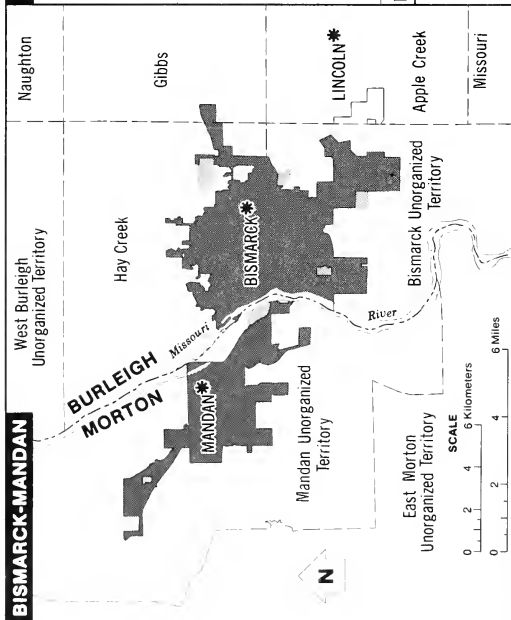 BISMARCK-MANDAN
West Burleigh
Unorganized Territory
Naughton
Hay Creek
Gibbs
BURLEIGH
MORTON
Missouri
River
MANDAN
BISMARCK
LINCOLN
Mandan Unorganized
Territory
Bismarck Unorganized
Territory
Apple Creek
Missouri
East Morton
Unorganized Territory
N
SCALE
0 2 4 6 Kilometers
0 2 4 6 Miles